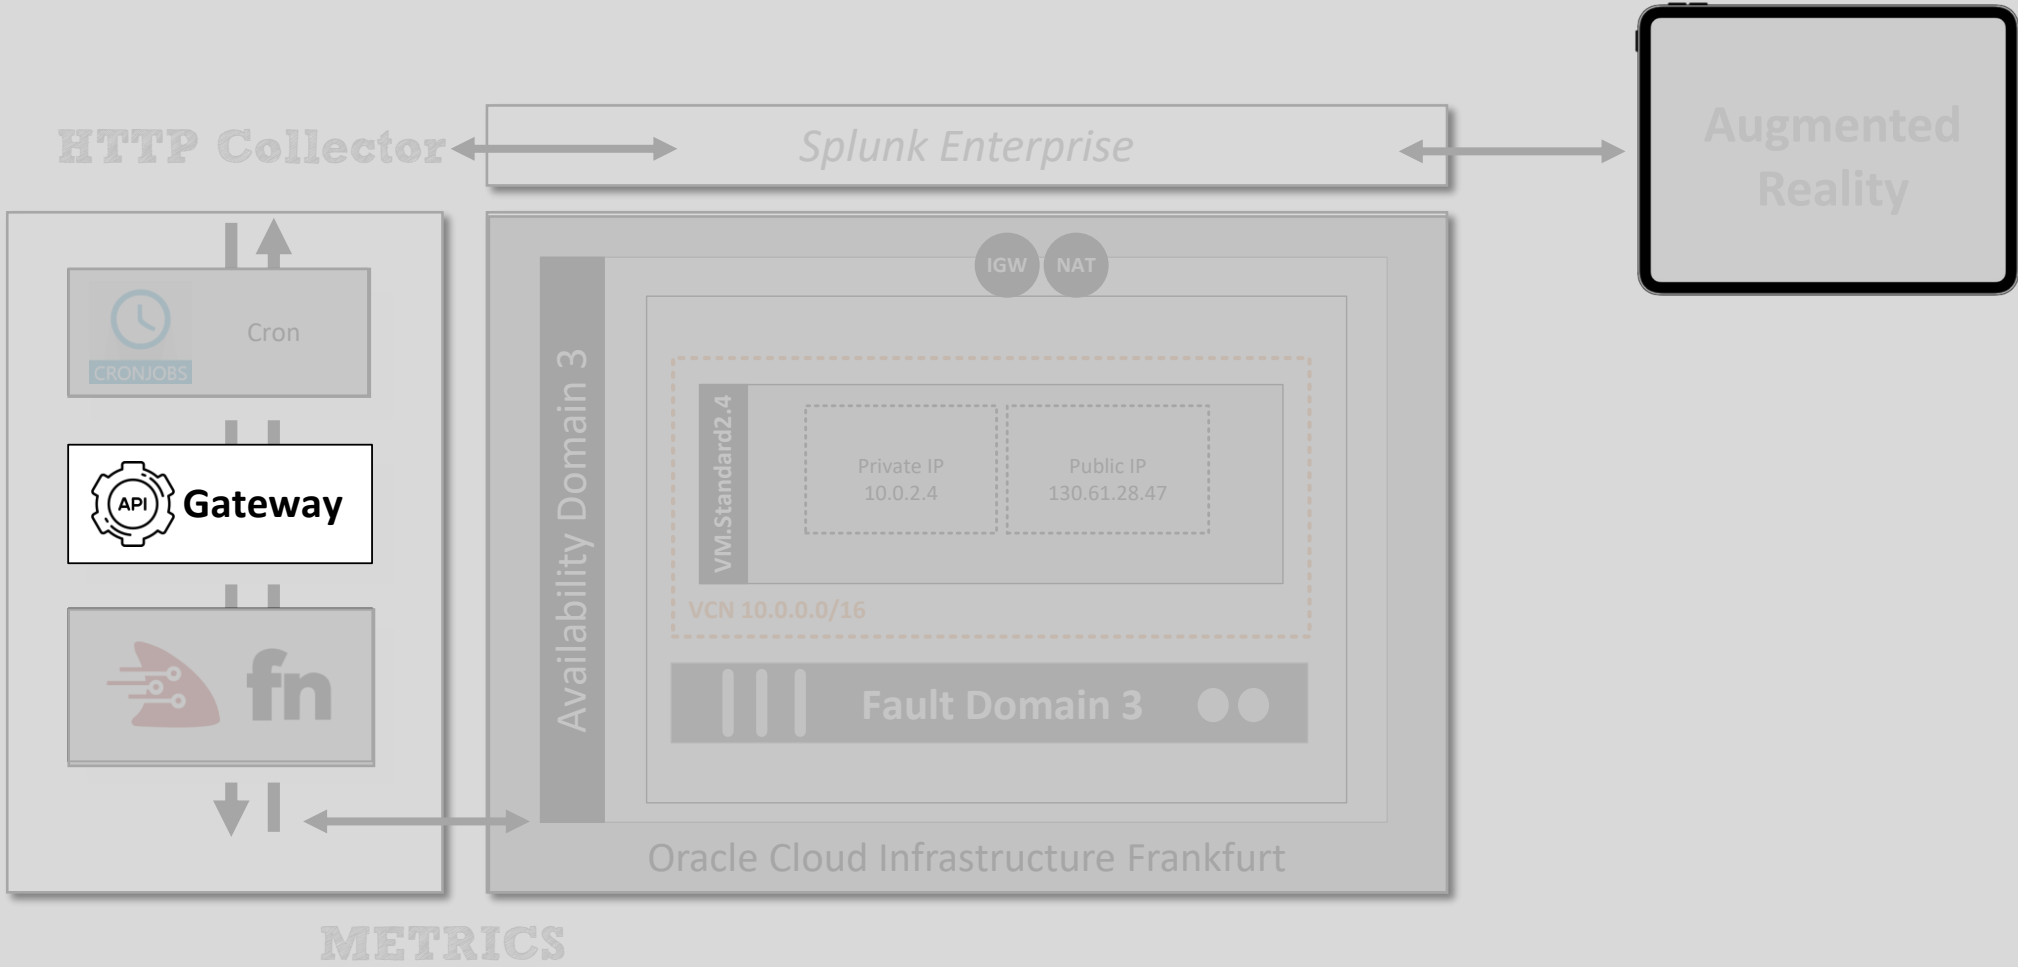 HTTP Collector
Splunk Enterprise
Augmented
Reality
IGW
NAT
Cron
CRONJOBS
API
Gateway
fn
Availability Domain 3
VM.Standard2.4
Private IP
10.0.2.4
Public IP
130.61.28.47
VCN 10.0.0.0/16
Fault Domain 3
Oracle Cloud Infrastructure Frankfurt
METRICS